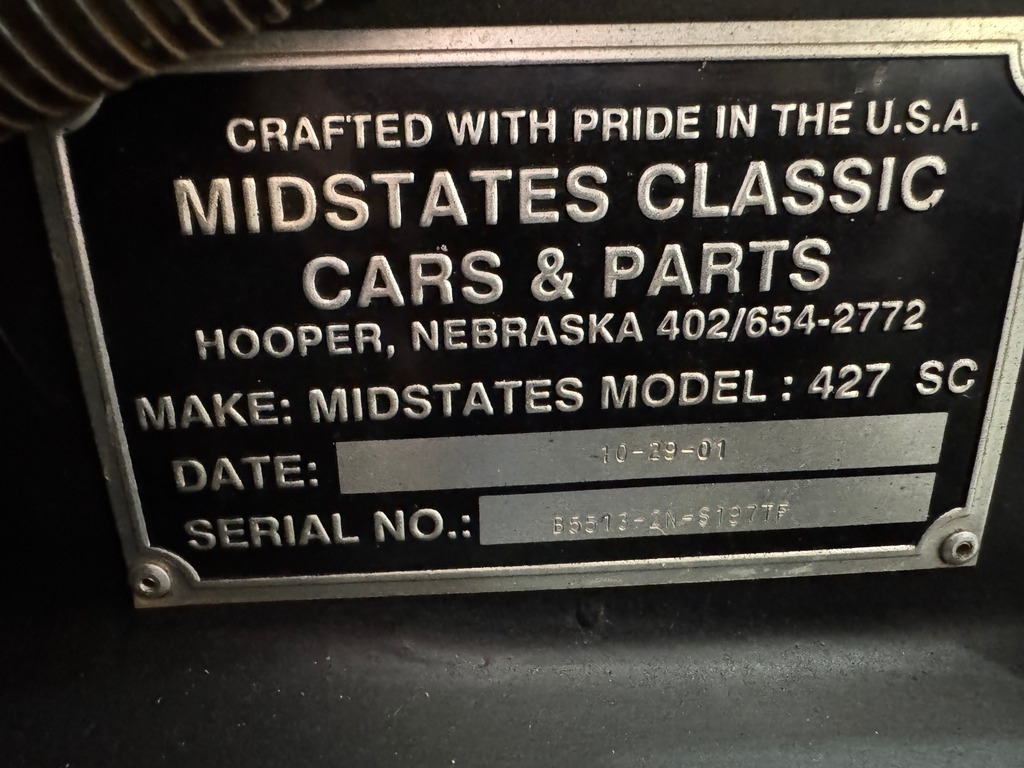 CRAFTED WITH PRIDE IN THE U.S.A.
MIDSTATES CLASSIC
CARS & PARTS
HOOPER, NEBRASKA 402/654-2772
MAKE: MIDSTATES MODEL: 427 SC
DATE: 10-29-01
SERIAL NO.: